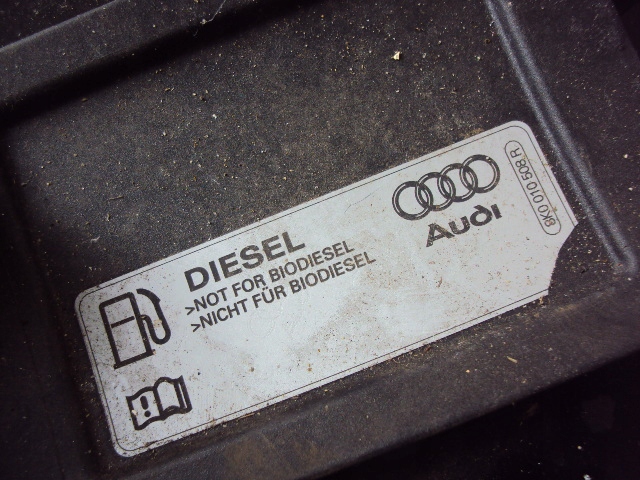 DIESEL
>NOT FOR BIODIESEL
>NICHT FÜR BIODIESEL
Audi
8K0 010 508 R